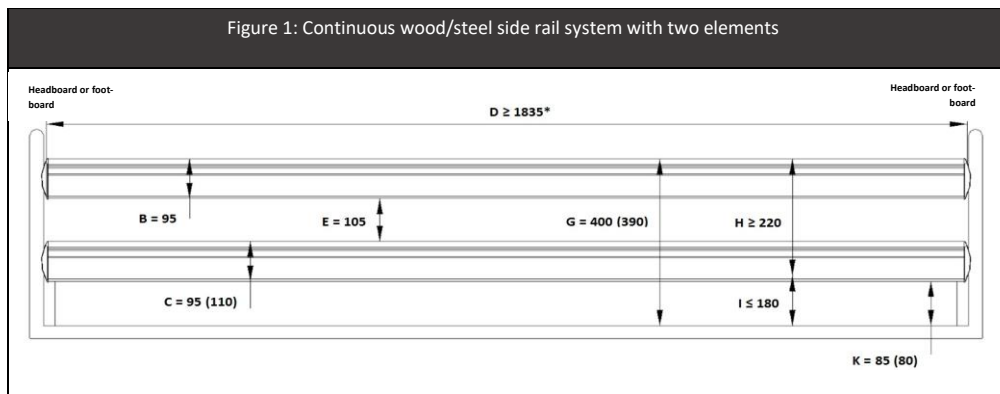 Figure 1: Continuous wood/steel side rail system with two elements
Headboard or foot-
board
Headboard or foot-
board
D ≥ 1835*
B = 95
E = 105
G = 400 (390)
H ≥ 220
C = 95 (110)
I ≤ 180
K = 85 (80)